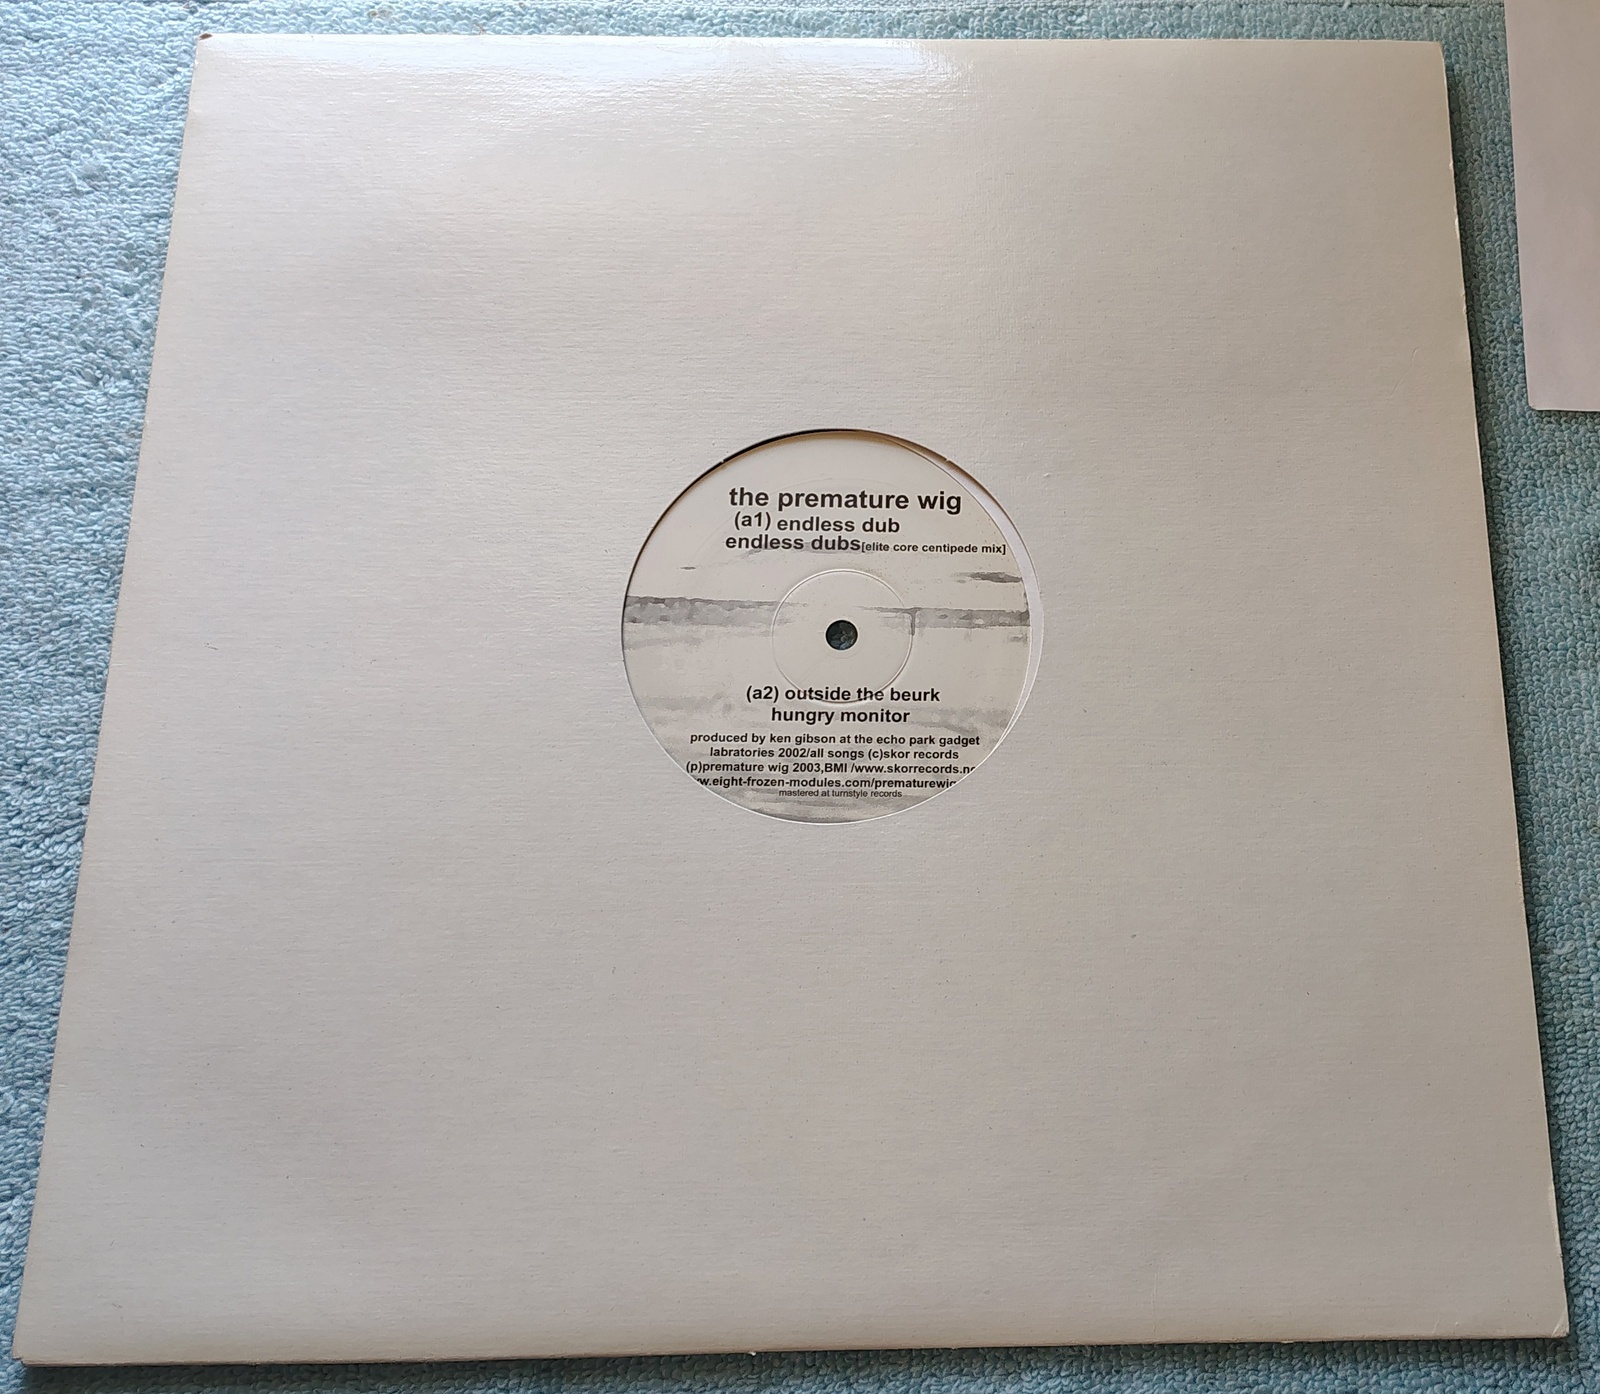 the premature wig
(a1) endless dub
endless dubs[elite core centipede mix]
(a2) outside the beurk
hungry monitor
produced by ken gibson at the echo park gadget
labratories 2002/all songs (c)skor records
(p)premature wig 2003,BMI /www.skorrecords.ne
w.eight-frozen-modules.com/prematurewig
mastered at turnstyle records